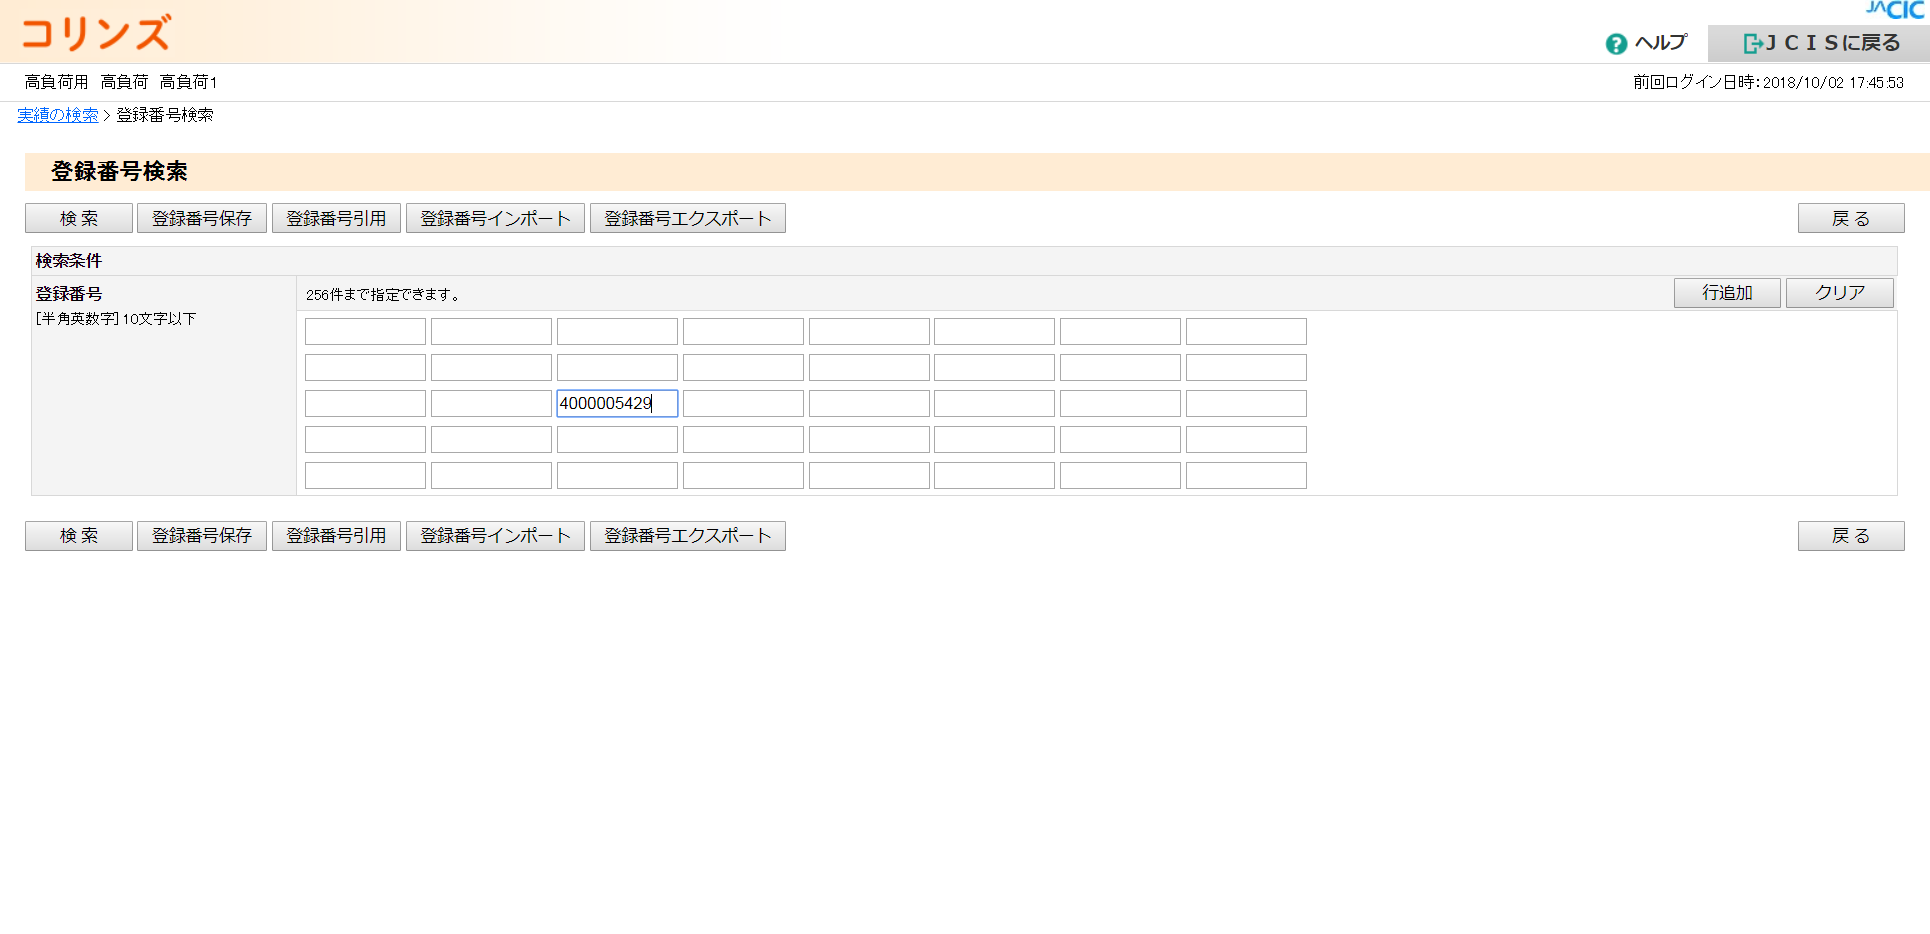 JACIC
コリンズ
ヘルプ
ＪＣＩＳに戻る
高負荷用 高負荷 高負荷1
前回ログイン日時：2018/10/02 17:45:53
実績の検索 > 登録番号検索
登録番号検索
検 索
登録番号保存
登録番号引用
登録番号インポート
登録番号エクスポート
戻 る
検索条件
登録番号
[半角英数字] 10文字以下
256件まで指定できます。
行追加
クリア
4000005429
検 索
登録番号保存
登録番号引用
登録番号インポート
登録番号エクスポート
戻 る